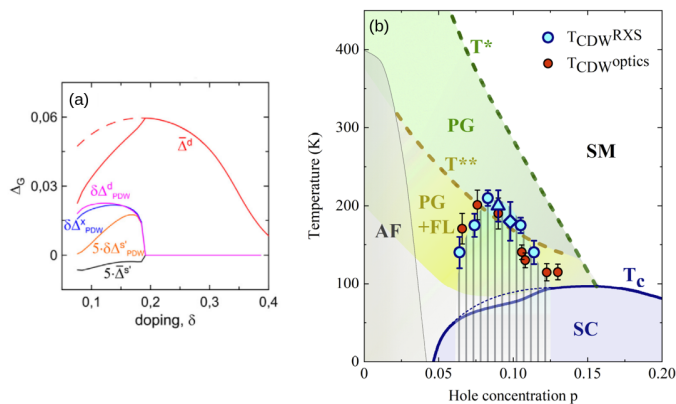 (a)
0,06
0,03
0,00
Δ_G
Δ̄^d
δΔ^d_PDW
δΔ^x_PDW
5·δΔ^s'_PDW
5·Δ̄^s'
0,1 0,2 0,3 0,4
doping, δ
(b)
400
300
200
100
0
Temperature (K)
T*
T_CDW^RXS
T_CDW^optics
PG
SM
T**
PG
+FL
AF
T_c
SC
0.00 0.05 0.10 0.15 0.20
Hole concentration p